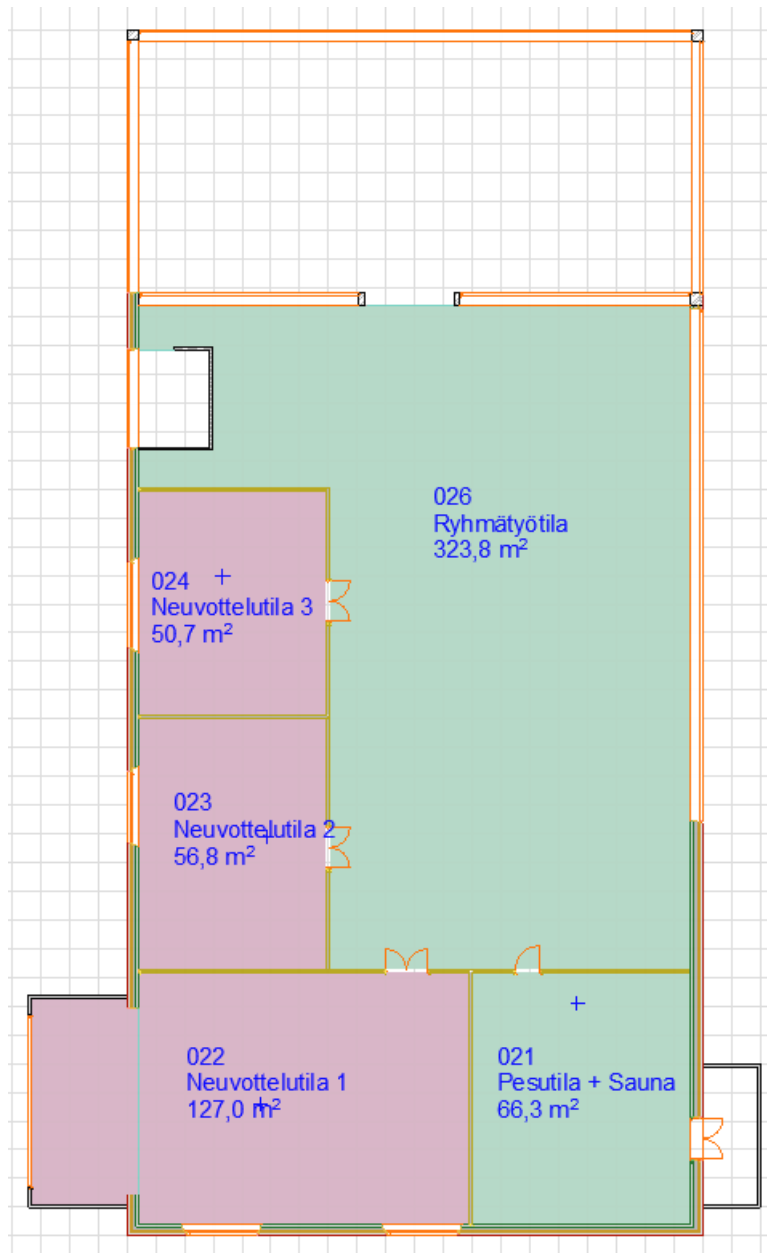 026
Ryhmätyötila
323,8 m²
024
Neuvottelutila 3
50,7 m²
023
Neuvottelutila 2
56,8 m²
022
Neuvottelutila 1
127,0 m²
021
Pesutila + Sauna
66,3 m²